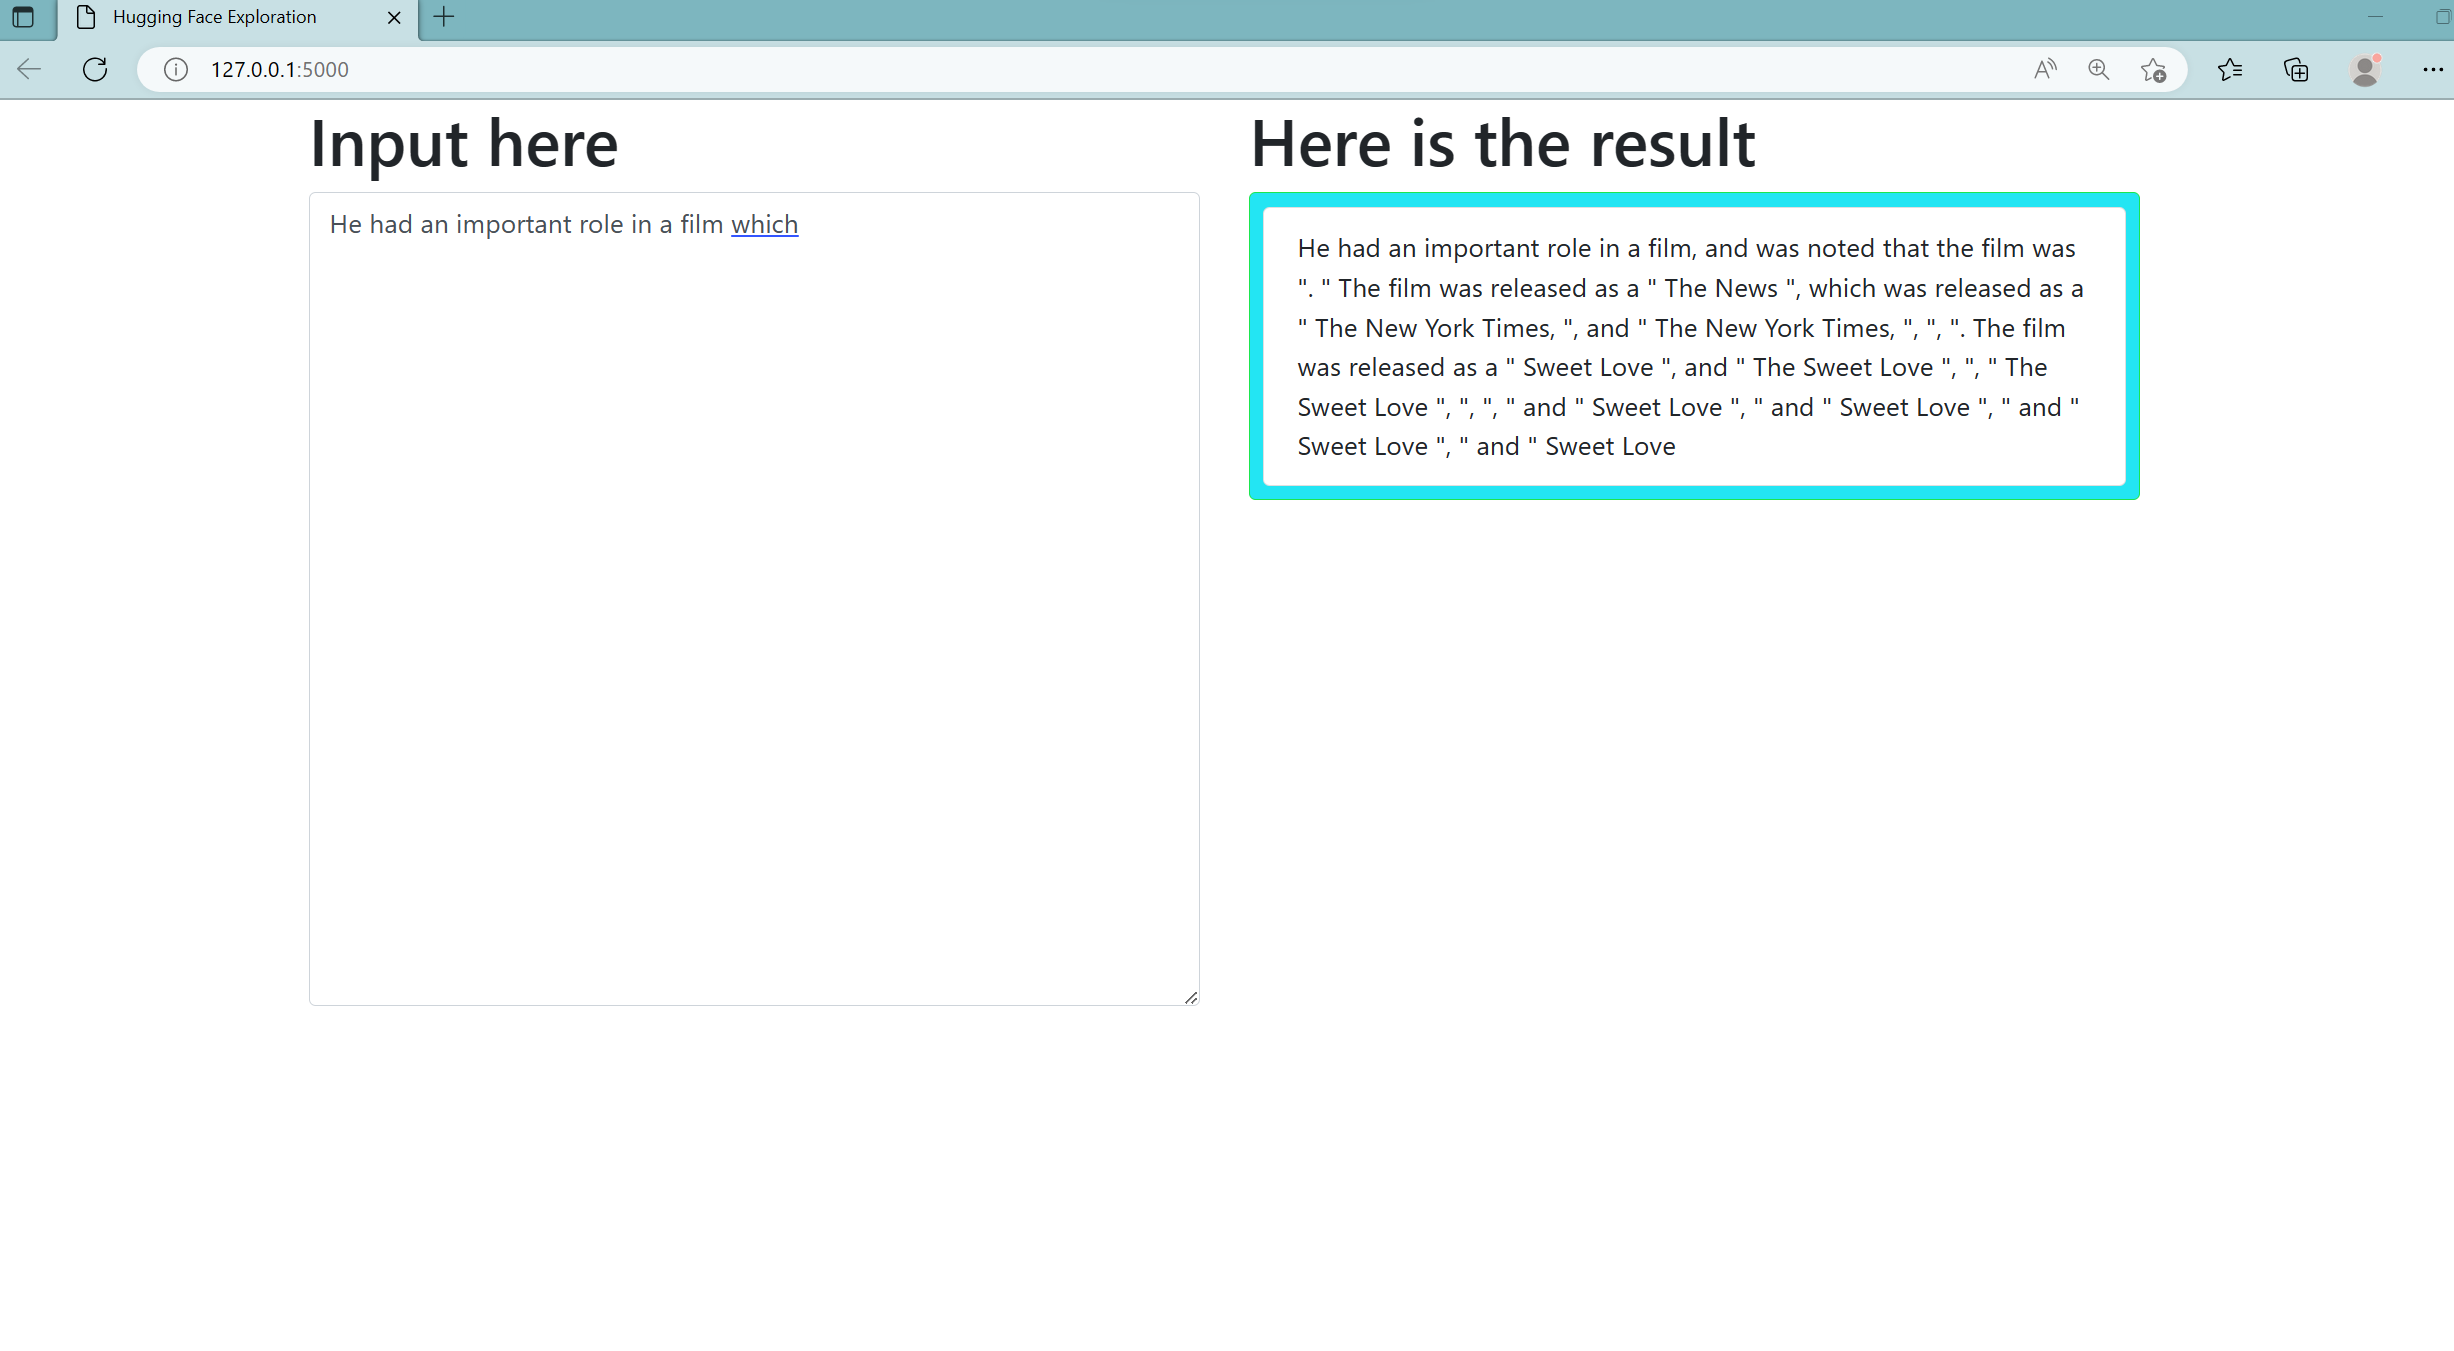 Hugging Face Exploration
127.0.0.1:5000
Input here
He had an important role in a film which
Here is the result
He had an important role in a film, and was noted that the film was
". " The film was released as a " The News ", which was released as a
" The New York Times, ", and " The New York Times, ", ", ". The film
was released as a " Sweet Love ", and " The Sweet Love ", ", " The
Sweet Love ", ", ", " and " Sweet Love ", " and " Sweet Love ", " and "
Sweet Love ", " and " Sweet Love